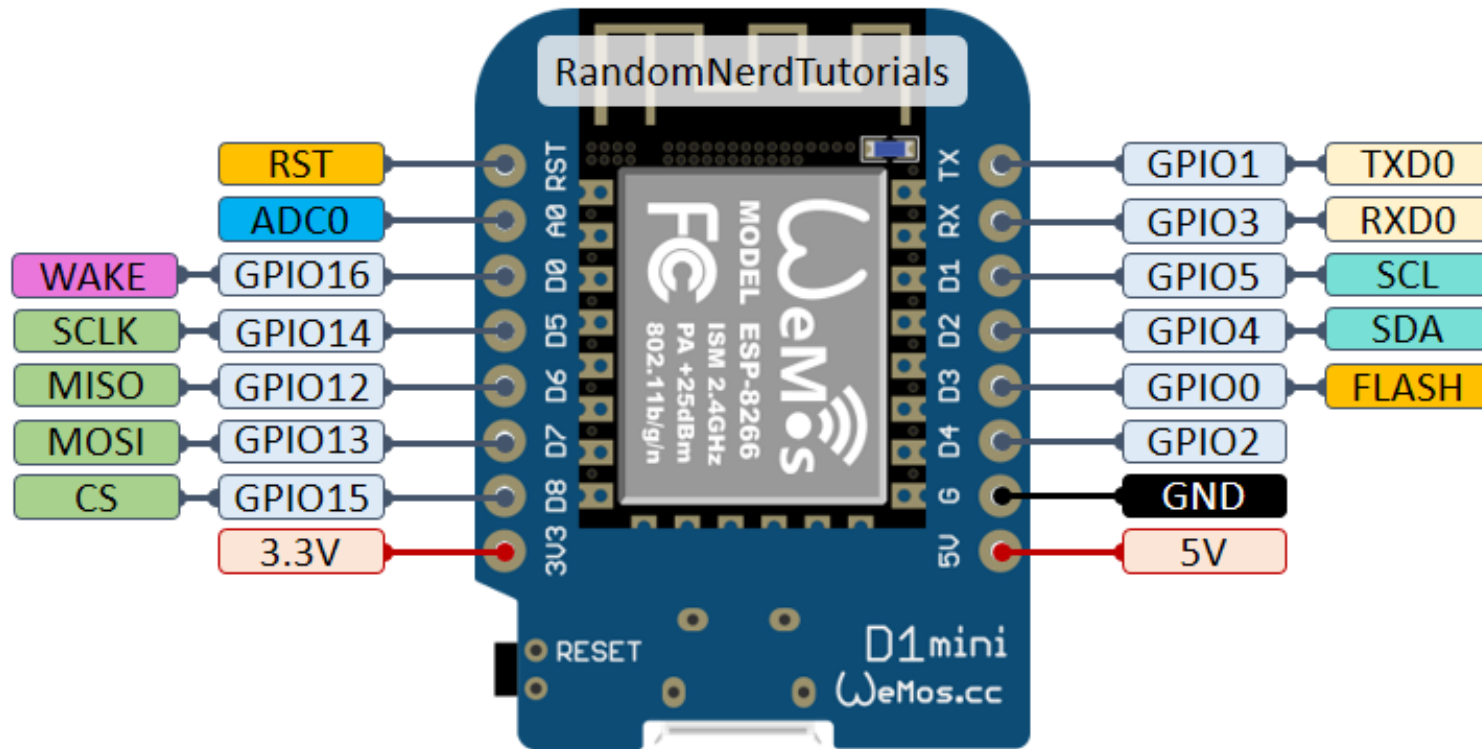 RandomNerdTutorials
RST RST TX GPIO1 TXD0
ADC0 A0 RX GPIO3 RXD0
WAKE GPIO16 D0 D1 GPIO5 SCL
SCLK GPIO14 D5 D2 GPIO4 SDA
MISO GPIO12 D6 D3 GPIO0 FLASH
MOSI GPIO13 D7 D4 GPIO2
CS GPIO15 D8 G GND
3.3V 3V3 5V 5V
WeMos
MODEL ESP-8266
ISM 2.4GHz
PA +25dBm
802.11b/g/n
FC
RESET
D1 mini
WeMos.cc